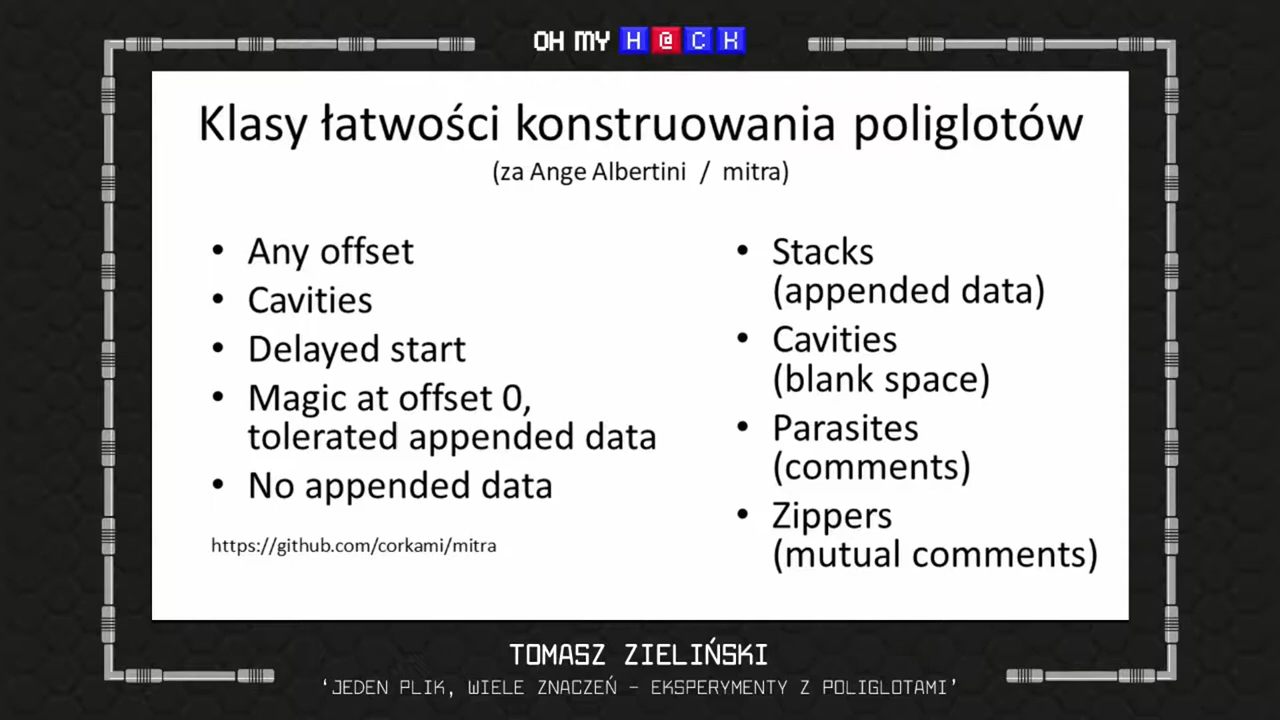 OH MY H@CK
Klasy łatwości konstruowania poliglotów
(za Ange Albertini / mitra)
• Any offset
• Cavities
• Delayed start
• Magic at offset 0,
tolerated appended data
• No appended data
https://github.com/corkami/mitra
• Stacks
(appended data)
• Cavities
(blank space)
• Parasites
(comments)
• Zippers
(mutual comments)
TOMASZ ZIELIŃSKI
‘JEDEN PLIK, WIELE ZNACZEŃ – EKSPERYMENTY Z POLIGLOTAMI’